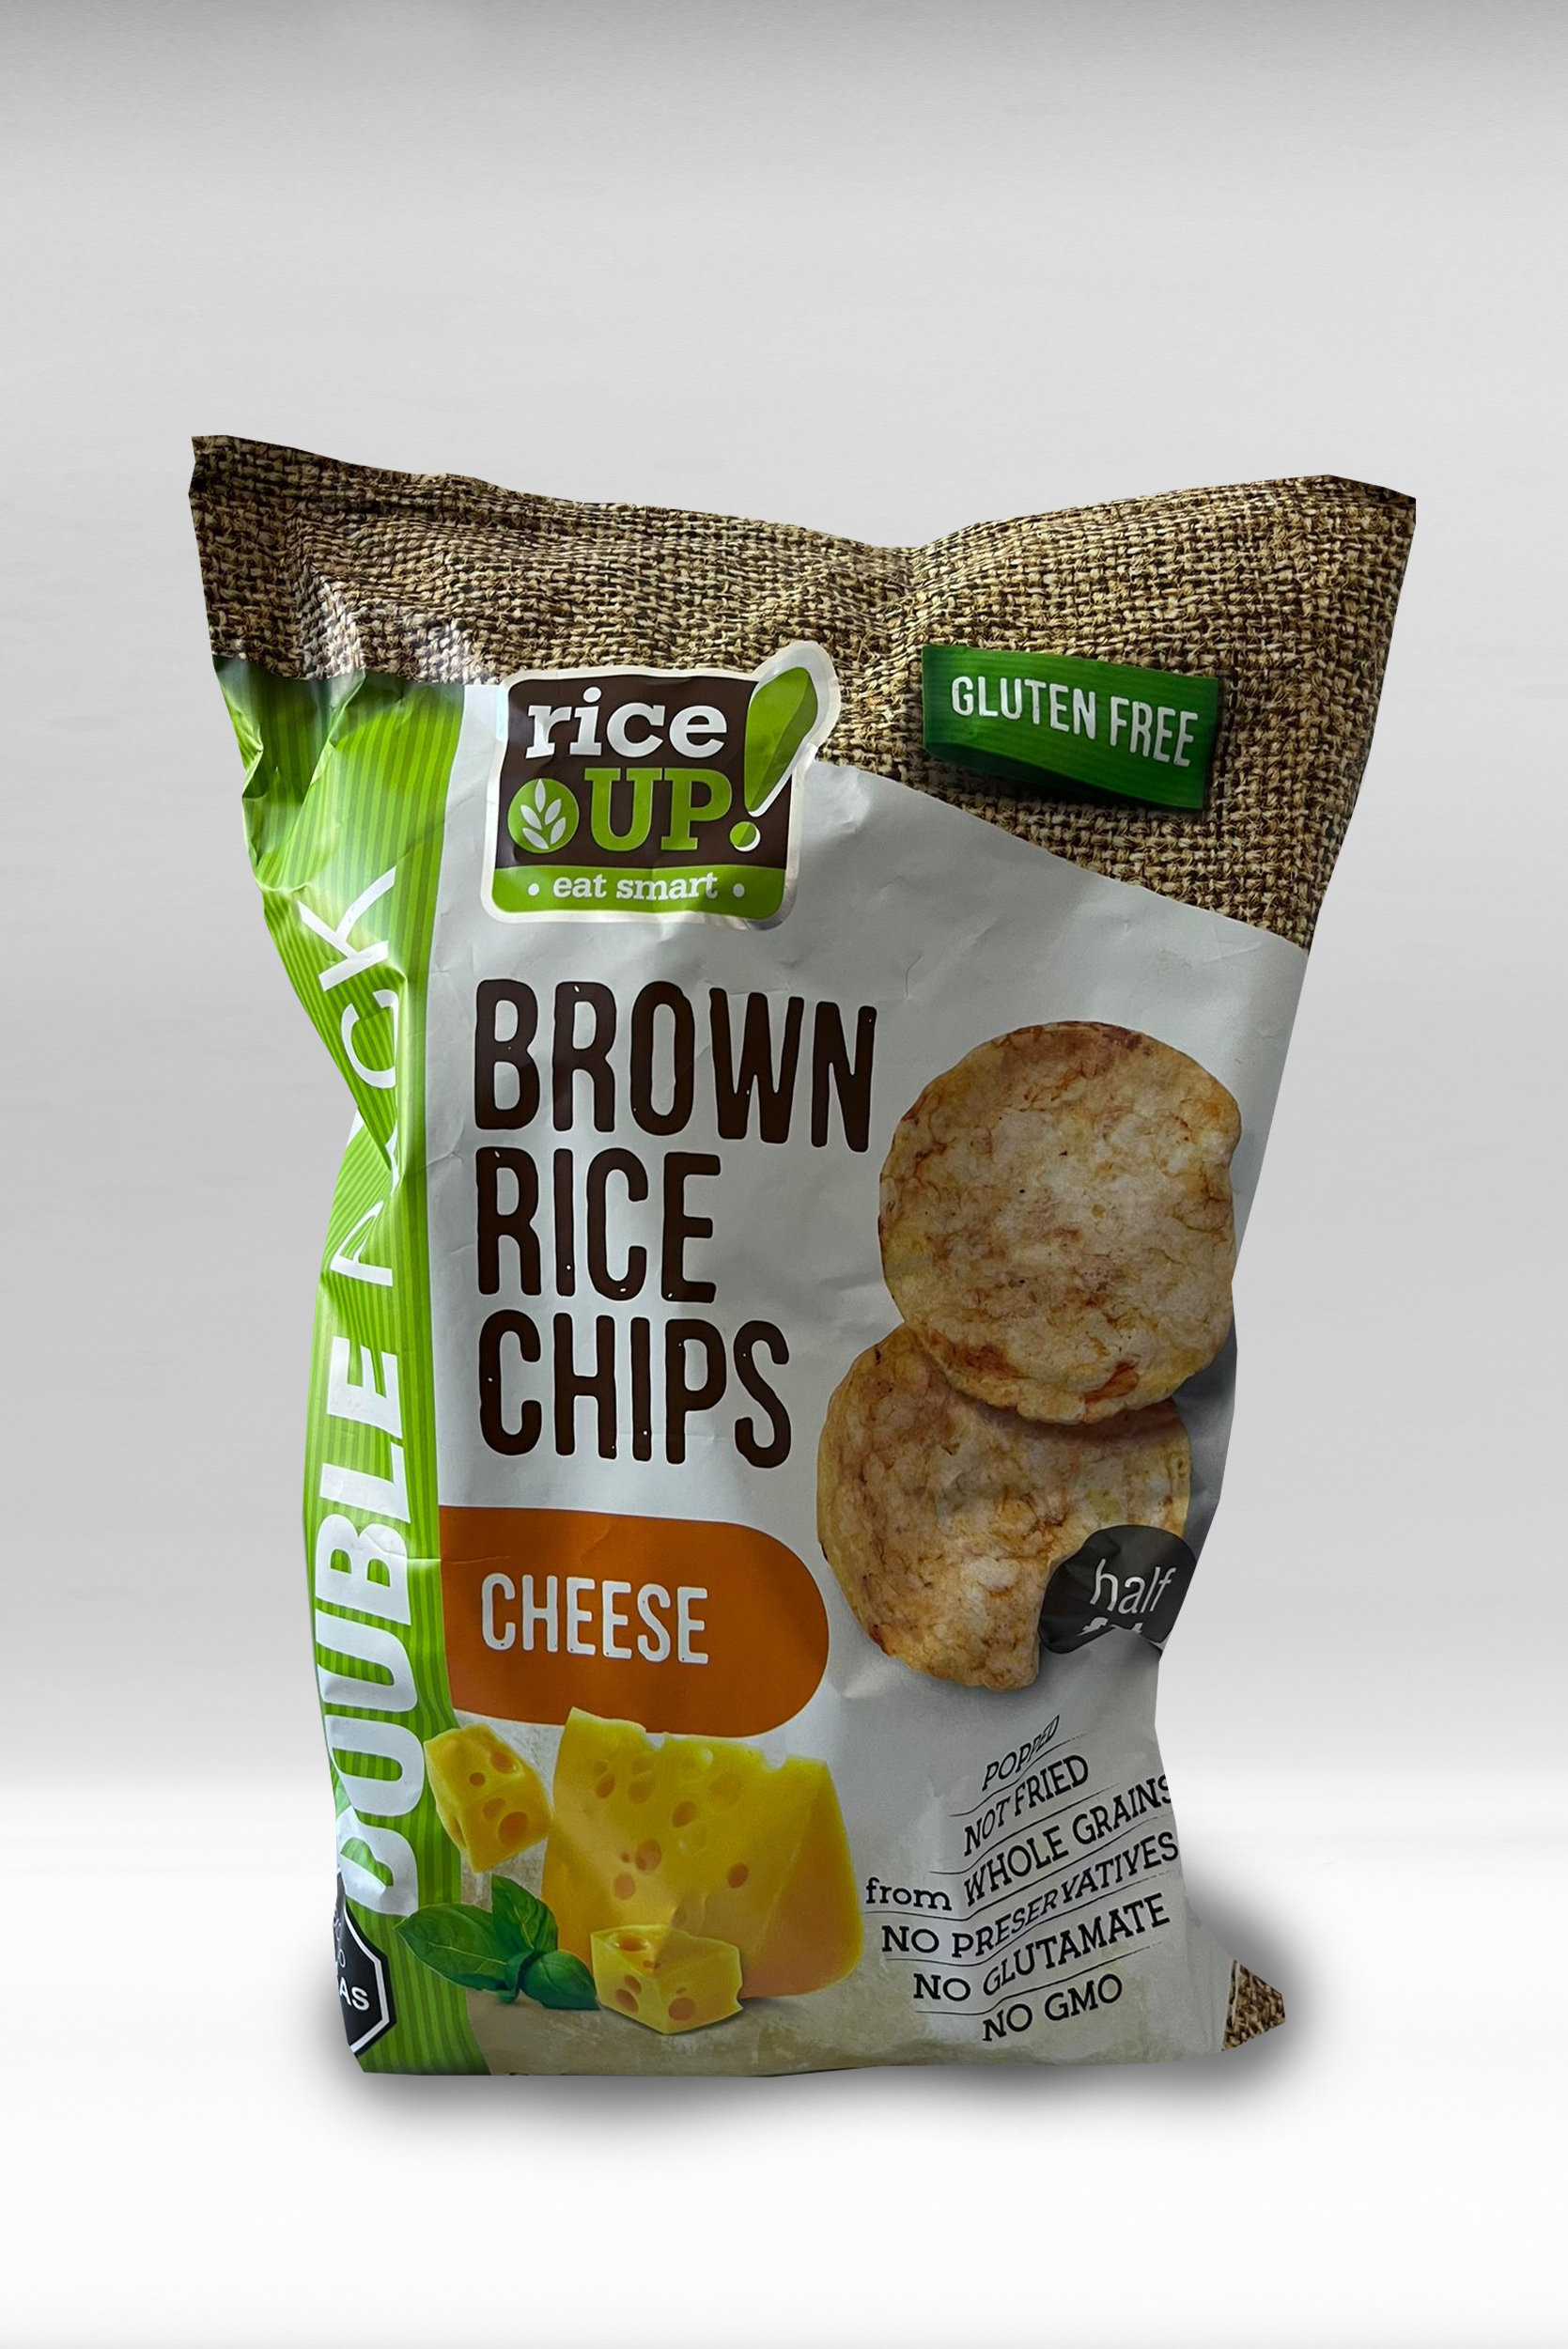 rice
UP!
• eat smart •
GLUTEN FREE
DOUBLE PACK
BROWN
RICE
CHIPS
CHEESE
half
POPPED
NOT FRIED
from WHOLE GRAINS
NO PRESERVATIVES
NO GLUTAMATE
NO GMO